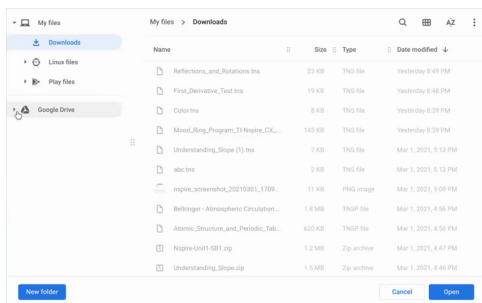 My files
My files > Downloads
Downloads
Linux files
Play files
Google Drive
Name Size Type Date modified
Reflections_and_Rotations.tns 23 KB TNS file Yesterday 8:49 PM
First_Derivative_Test.tns 19 KB TNS file Yesterday 8:48 PM
Color.tns 8 KB TNS file Yesterday 8:39 PM
Mood_Ring_Program_TI-Nspire_CX_... 145 KB TNS file Yesterday 8:39 PM
Understanding_Slope (1).tns 7 KB TNS file Mar 1, 2021, 5:13 PM
abc.tns 2 KB TNS file Mar 1, 2021, 5:13 PM
nspire_screenshot_20210301_1709... 11 KB PNG image Mar 1, 2021, 5:09 PM
Bellringer - Atmospheric Circulation... 1.8 MB TNSP file Mar 1, 2021, 4:56 PM
Atomic_Structure_and_Periodic_Tab... 620 KB TNSP file Mar 1, 2021, 4:56 PM
Nspire-Unit1-SB1.zip 1.2 MB Zip archive Mar 1, 2021, 4:47 PM
Understanding_Slope.zip 1.5 MB Zip archive Mar 1, 2021, 4:46 PM
New folder Cancel Open